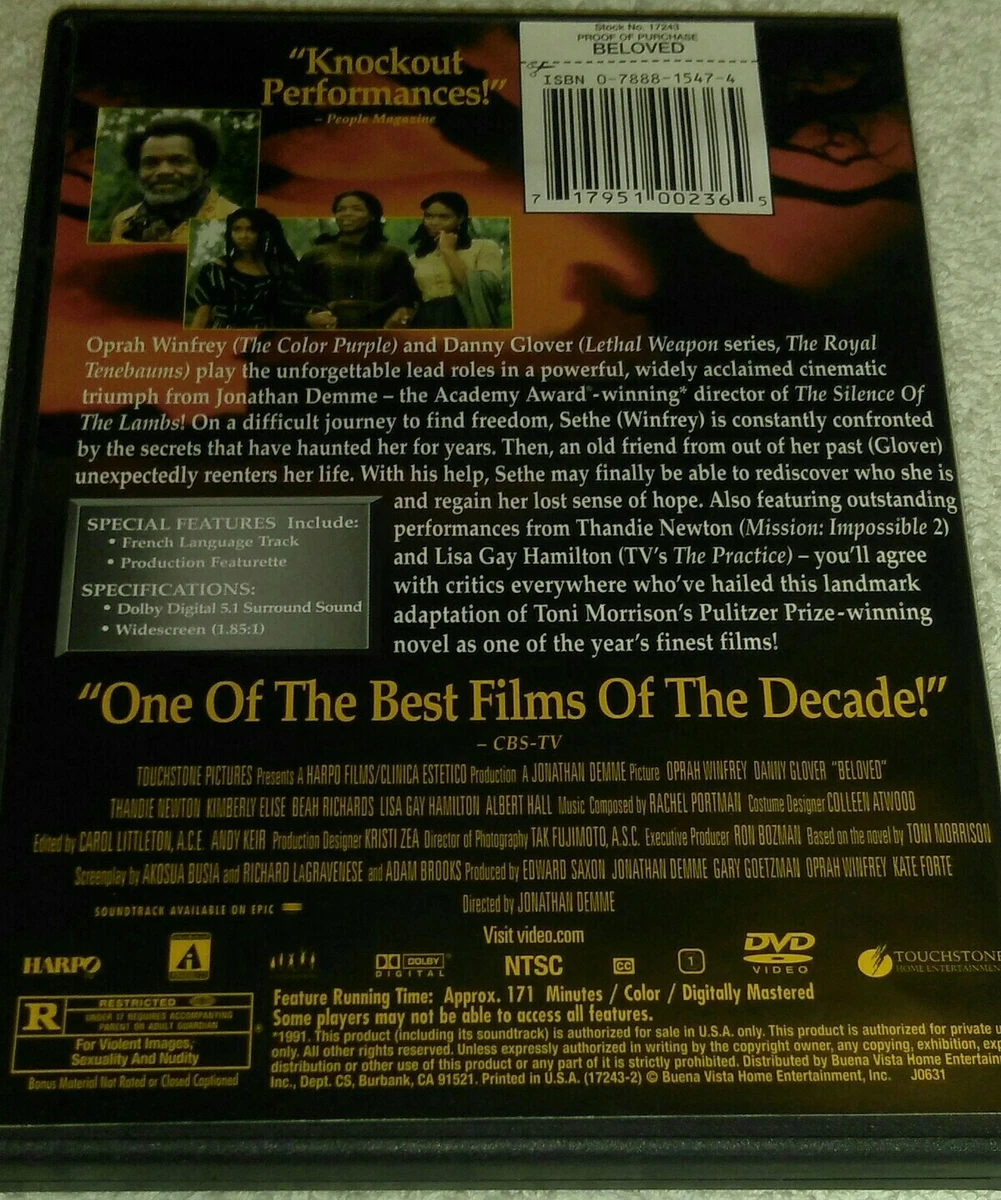 Stock No. 17243
PROOF OF PURCHASE
BELOVED
ISBN 0-7888-1547-4
7 17951 00236 5
“Knockout
Performances!”
– People Magazine
Oprah Winfrey (The Color Purple) and Danny Glover (Lethal Weapon series, The Royal
Tenebaums) play the unforgettable lead roles in a powerful, widely acclaimed cinematic
triumph from Jonathan Demme – the Academy Award®-winning* director of The Silence Of
The Lambs! On a difficult journey to find freedom, Sethe (Winfrey) is constantly confronted
by the secrets that have haunted her for years. Then, an old friend from out of her past (Glover)
unexpectedly reenters her life. With his help, Sethe may finally be able to rediscover who she is
and regain her lost sense of hope. Also featuring outstanding
performances from Thandie Newton (Mission: Impossible 2)
and Lisa Gay Hamilton (TV's The Practice) – you'll agree
with critics everywhere who've hailed this landmark
adaptation of Toni Morrison's Pulitzer Prize-winning
novel as one of the year's finest films!
SPECIAL FEATURES Include:
• French Language Track
• Production Featurette
SPECIFICATIONS:
• Dolby Digital 5.1 Surround Sound
• Widescreen (1.85:1)
“One Of The Best Films Of The Decade!”
– CBS-TV
TOUCHSTONE PICTURES Presents A HARPO FILMS/CLINICA ESTETICO Production A JONATHAN DEMME Picture OPRAH WINFREY DANNY GLOVER “BELOVED”
THANDIE NEWTON KIMBERLY ELISE BEAH RICHARDS LISA GAY HAMILTON ALBERT HALL Music Composed by RACHEL PORTMAN Costume Designer COLLEEN ATWOOD
Edited by CAROL LITTLETON, A.C.E. ANDY KEIR Production Designer KRISTI ZEA Director of Photography TAK FUJIMOTO, A.S.C. Executive Producer RON BOZMAN Based on the novel by TONI MORRISON
Screenplay by AKOSUA BUSIA and RICHARD LaGRAVENESE and ADAM BROOKS Produced by EDWARD SAXON JONATHAN DEMME GARY GOETZMAN OPRAH WINFREY KATE FORTE
SOUNDTRACK AVAILABLE ON EPIC
Directed by JONATHAN DEMME
Visit video.com
HARPO
DOLBY
DIGITAL
NTSC
CC
1
DVD
VIDEO
TOUCHSTONE
HOME ENTERTAINMENT
R
RESTRICTED
UNDER 17 REQUIRES ACCOMPANYING
PARENT OR ADULT GUARDIAN
For Violent Images,
Sexuality And Nudity
Bonus Material Not Rated or Closed Captioned
Feature Running Time: Approx. 171 Minutes / Color / Digitally Mastered
Some players may not be able to access all features.
*1991. This product (including its soundtrack) is authorized for sale in U.S.A. only. This product is authorized for private u
only. All other rights reserved. Unless expressly authorized in writing by the copyright owner, any copying, exhibition, exp
distribution or other use of this product or any part of it is strictly prohibited. Distributed by Buena Vista Home Entertain
Inc., Dept. CS, Burbank, CA 91521. Printed in U.S.A. (17243-2) © Buena Vista Home Entertainment, Inc. J0631